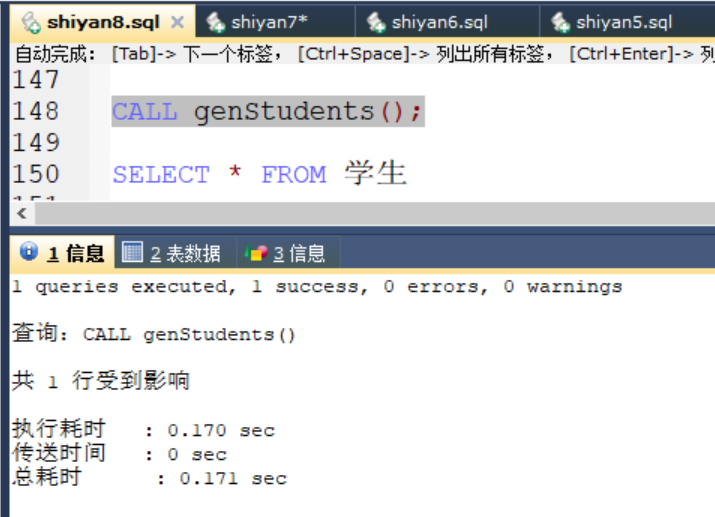 shiyan8.sql × shiyan7* shiyan6.sql shiyan5.sql
自动完成: [Tab]-> 下一个标签, [Ctrl+Space]-> 列出所有标签, [Ctrl+Enter]-> 列
147
148 CALL genStudents();
149
150 SELECT * FROM 学生
1 信息 2 表数据 3 信息
1 queries executed, 1 success, 0 errors, 0 warnings
查询: CALL genStudents()
共 1 行受到影响
执行耗时 : 0.170 sec
传送时间 : 0 sec
总耗时 : 0.171 sec